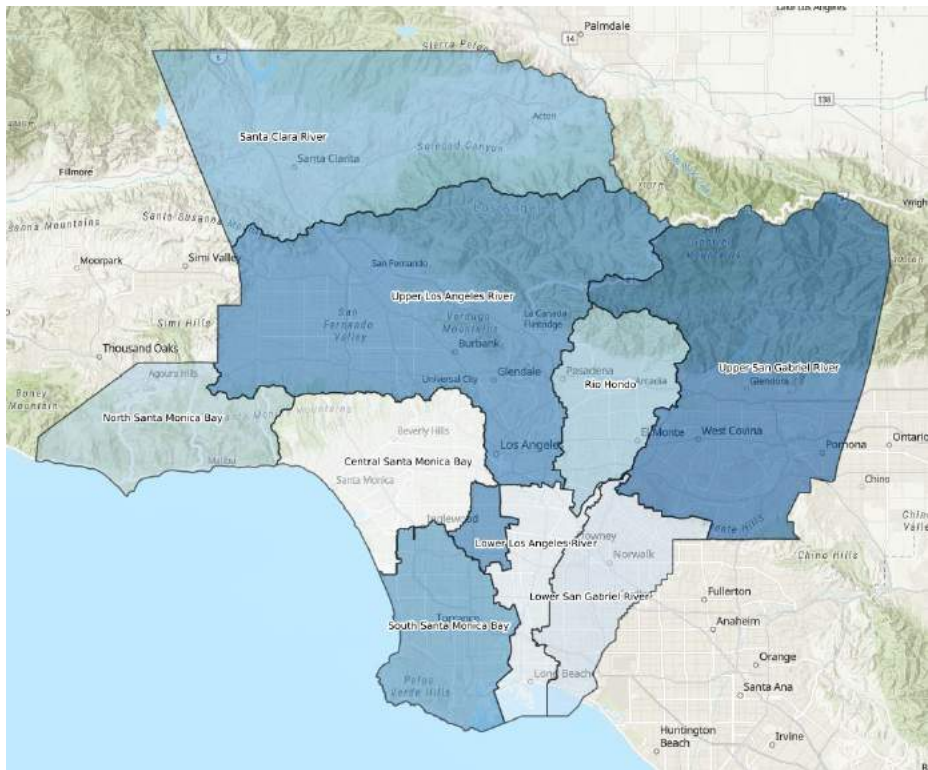 Lake Los Angeles
Palmdale
14
Sierra Pelona
5
138
Acton
Santa Clara River
Soledad Canyon
Santa Clarita
Fillmore
Santa Susana
Moorpark
Simi Valley
San Fernando
Upper Los Angeles River
San
Fernando
Valley
Verdugo
Mountains
La Canada
Flintridge
Simi Hills
Burbank
Thousand Oaks
Agoura Hills
Universal City
Glendale
Pasadena
Rio Hondo
Arcadia
Upper San Gabriel River
Glendora
Boney
Mountain
North Santa Monica Bay
Malibu
Beverly Hills
Los Angeles
El Monte
West Covina
Pomona
Ontario
Central Santa Monica Bay
Santa Monica
Chino
Inglewood
Lower Los Angeles River
Downey
Norwalk
Chino Hills
Lower San Gabriel River
Fullerton
Anaheim
South Santa Monica Bay
Torrance
Orange
Palos
Verde Hills
Long Beach
Santa Ana
Huntington
Beach
Irvine